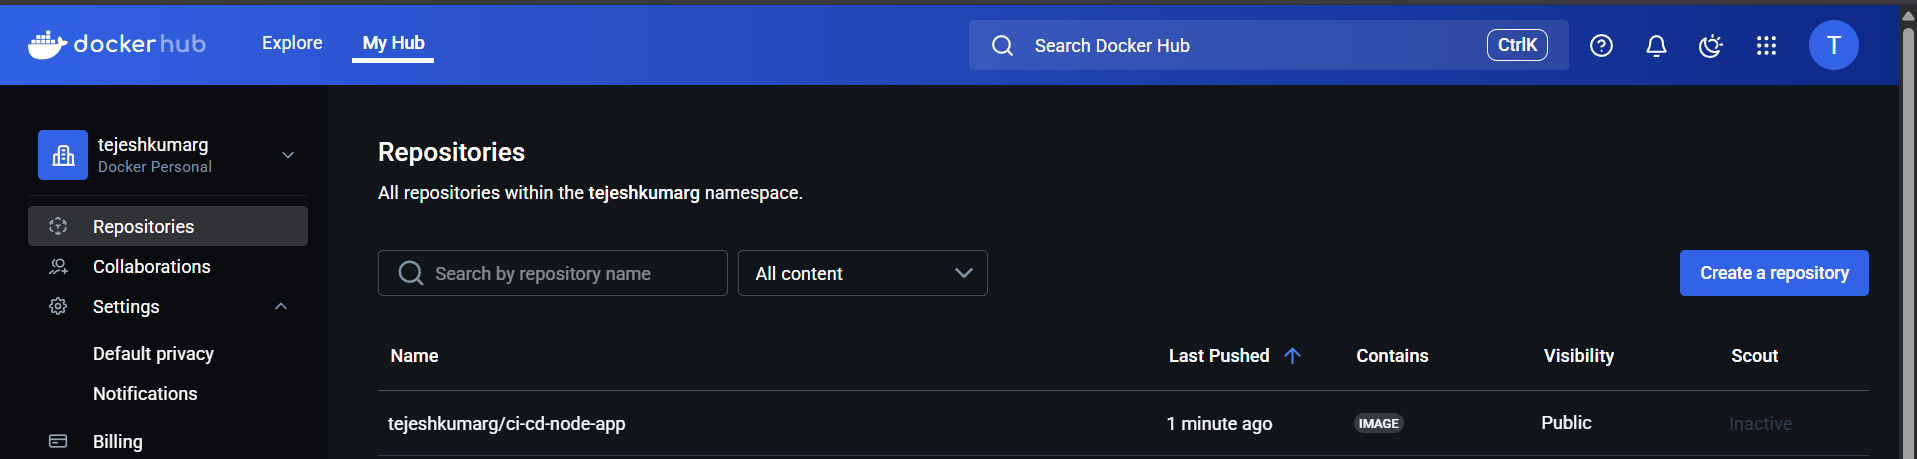 dockerhub
Explore
My Hub
Search Docker Hub
CtrlK
T
tejeshkumarg
Docker Personal
Repositories
Collaborations
Settings
Default privacy
Notifications
Billing
Repositories
All repositories within the tejeshkumarg namespace.
Search by repository name
All content
Create a repository
Name Last Pushed Contains Visibility Scout
tejeshkumarg/ci-cd-node-app 1 minute ago IMAGE Public Inactive